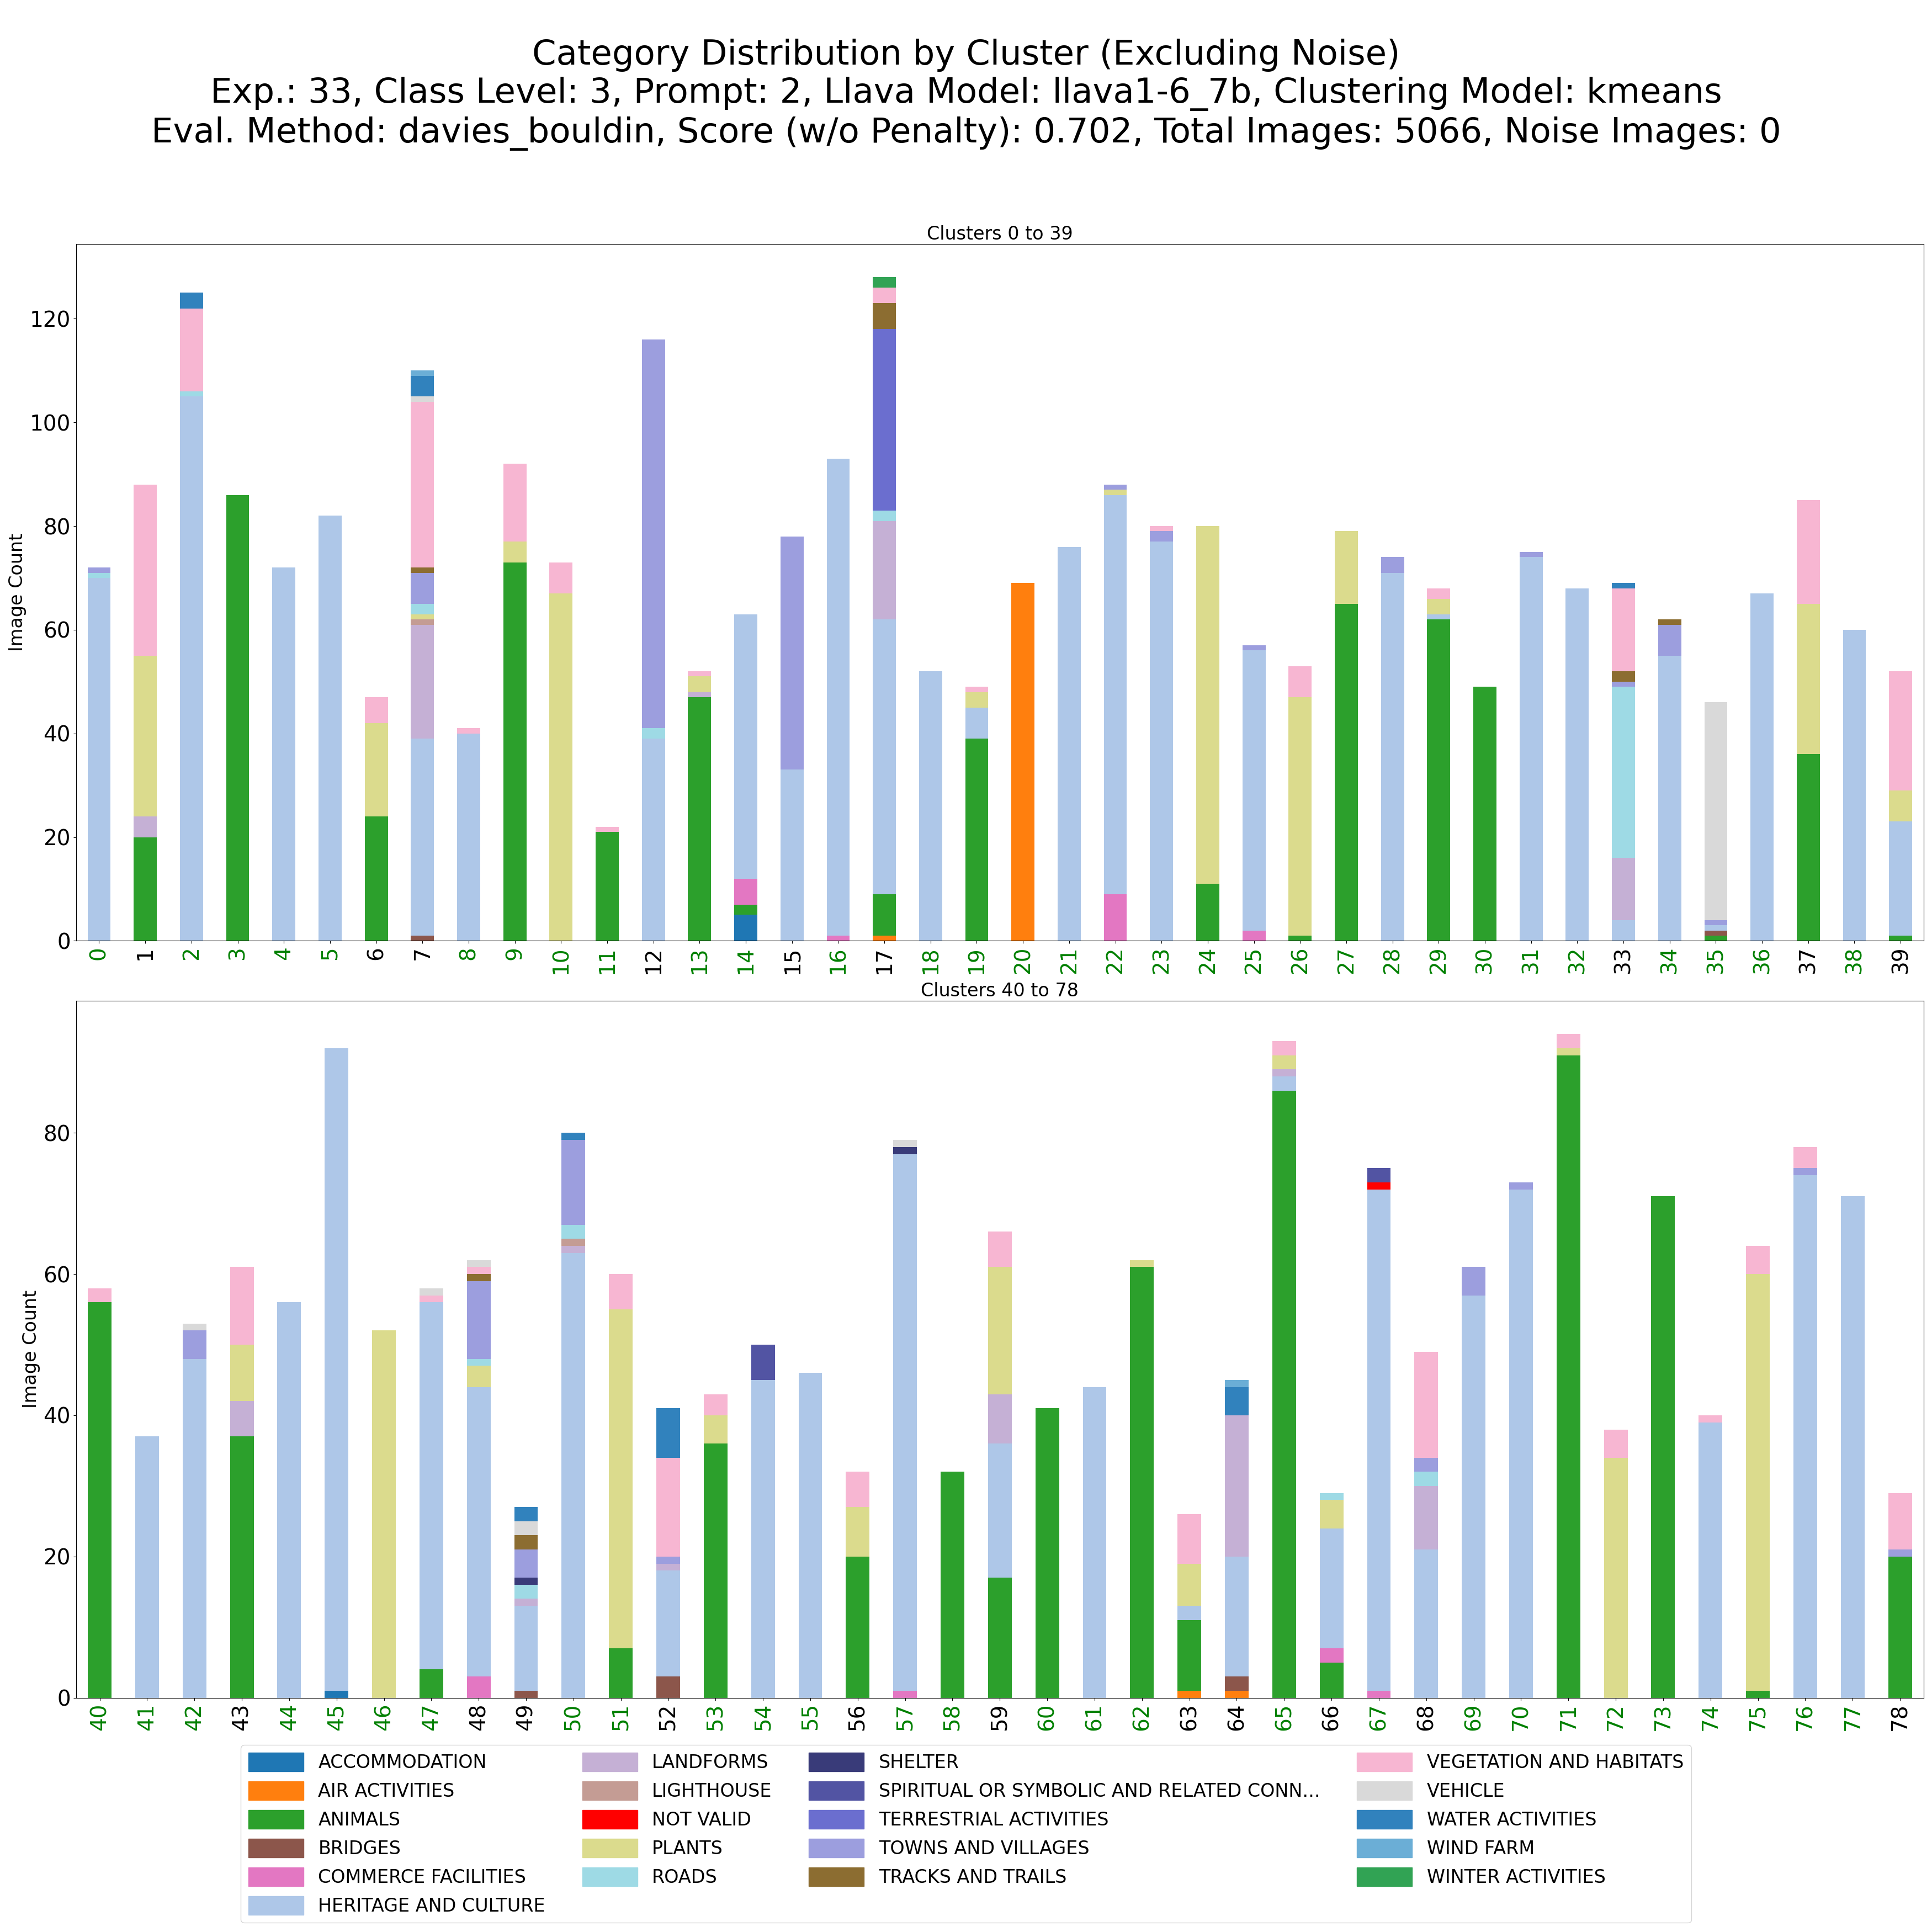 Category Distribution by Cluster (Excluding Noise)
Exp.: 33, Class Level: 3, Prompt: 2, Llava Model: llava1-6_7b, Clustering Model: kmeans
Eval. Method: davies_bouldin, Score (w/o Penalty): 0.702, Total Images: 5066, Noise Images: 0
Clusters 0 to 39
Image Count
120
100
80
60
40
20
0
0 1 2 3 4 5 6 7 8 9 10 11 12 13 14 15 16 17 18 19 20 21 22 23 24 25 26 27 28 29 30 31 32 33 34 35 36 37 38 39
Clusters 40 to 78
Image Count
80
60
40
20
0
40 41 42 43 44 45 46 47 48 49 50 51 52 53 54 55 56 57 58 59 60 61 62 63 64 65 66 67 68 69 70 71 72 73 74 75 76 77 78
ACCOMMODATION
AIR ACTIVITIES
ANIMALS
BRIDGES
COMMERCE FACILITIES
HERITAGE AND CULTURE
LANDFORMS
LIGHTHOUSE
NOT VALID
PLANTS
ROADS
SHELTER
SPIRITUAL OR SYMBOLIC AND RELATED CONN...
TERRESTRIAL ACTIVITIES
TOWNS AND VILLAGES
TRACKS AND TRAILS
VEGETATION AND HABITATS
VEHICLE
WATER ACTIVITIES
WIND FARM
WINTER ACTIVITIES